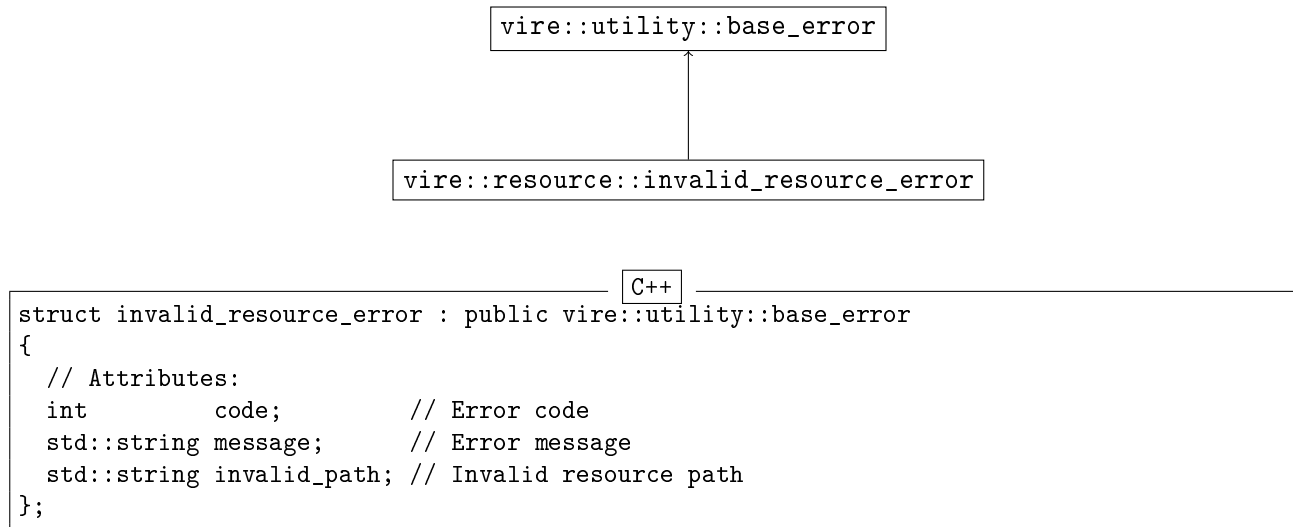 vire::utility::base_error
vire::resource::invalid_resource_error
C++
struct invalid_resource_error : public vire::utility::base_error
{
  // Attributes:
  int         code;         // Error code
  std::string message;      // Error message
  std::string invalid_path; // Invalid resource path
};